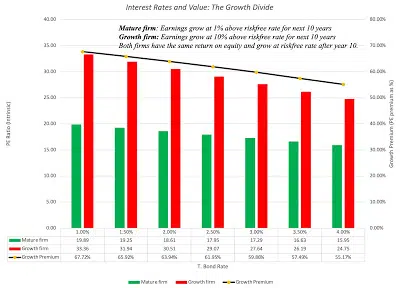 Interest Rates and Value: The Growth Divide
Mature firm: Earnings grow at 1% above riskfree rate for next 10 years
Growth firm: Earnings grow at 10% above riskfree rate for next 10 years
Both firms have the same return on equity and grow at riskfree rate after year 10.
40.00 80.00%
35.00 70.00%
30.00 60.00%
25.00 50.00%
20.00 40.00%
15.00 30.00%
10.00 20.00%
5.00 10.00%
0.00 0.00%
PE Ratio (Intrinsic)
Growth Premium (PE premium as %)
1.00% 1.50% 2.00% 2.50% 3.00% 3.50% 4.00%
Mature firm 19.89 19.25 18.61 17.95 17.29 16.63 15.95
Growth firm 33.36 31.94 30.51 29.07 27.64 26.19 24.75
Growth Premium 67.72% 65.92% 63.94% 61.95% 59.86% 57.49% 55.17%
T. Bond Rate
Mature firm Growth firm Growth Premium